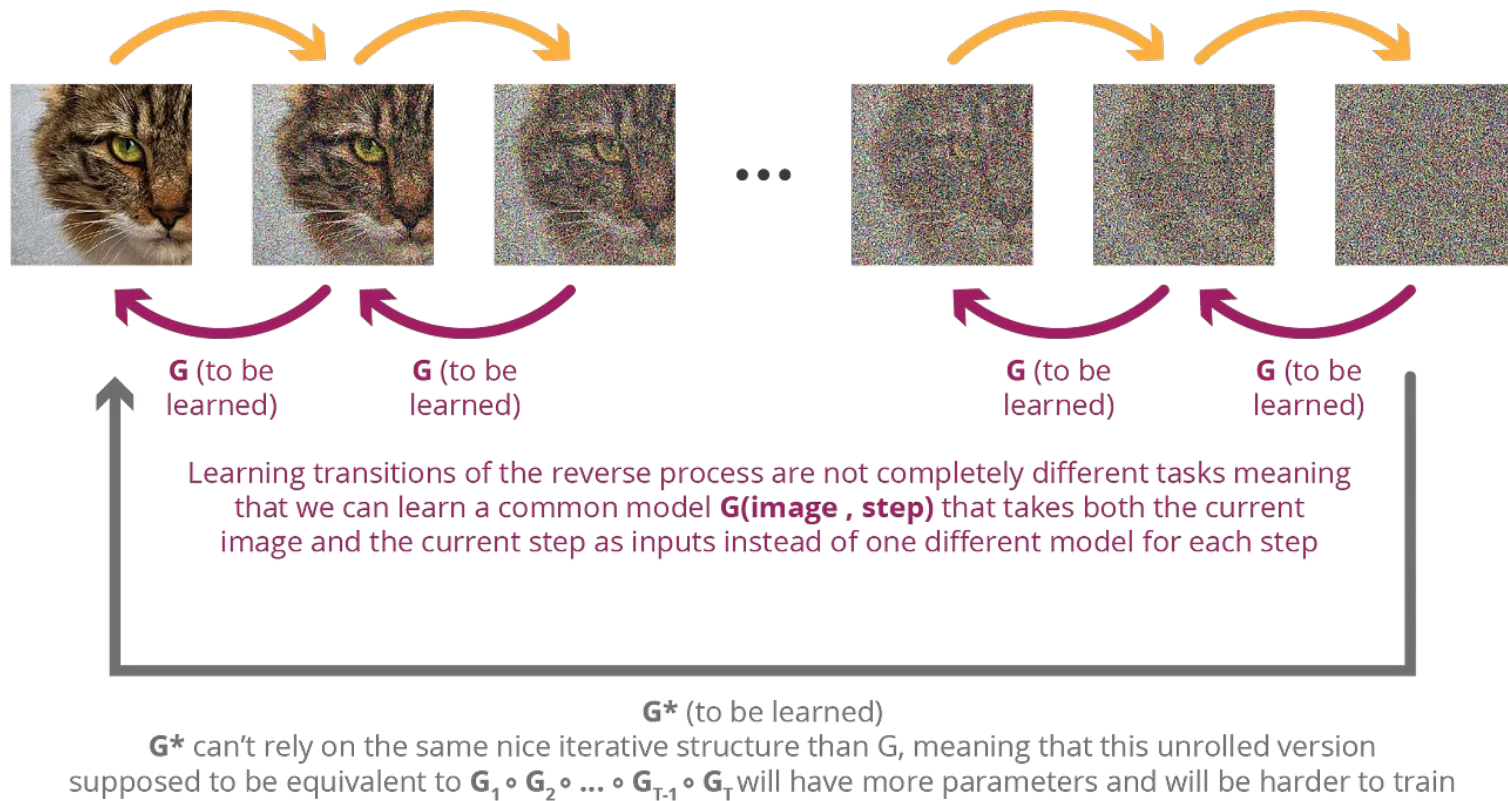 G (to be
learned)
G (to be
learned)
G (to be
learned)
G (to be
learned)
Learning transitions of the reverse process are not completely different tasks meaning
that we can learn a common model G(image , step) that takes both the current
image and the current step as inputs instead of one different model for each step
G* (to be learned)
G* can’t rely on the same nice iterative structure than G, meaning that this unrolled version
supposed to be equivalent to G₁∘ G₂∘ ... ∘ G_T-1 ∘ G_T will have more parameters and will be harder to train